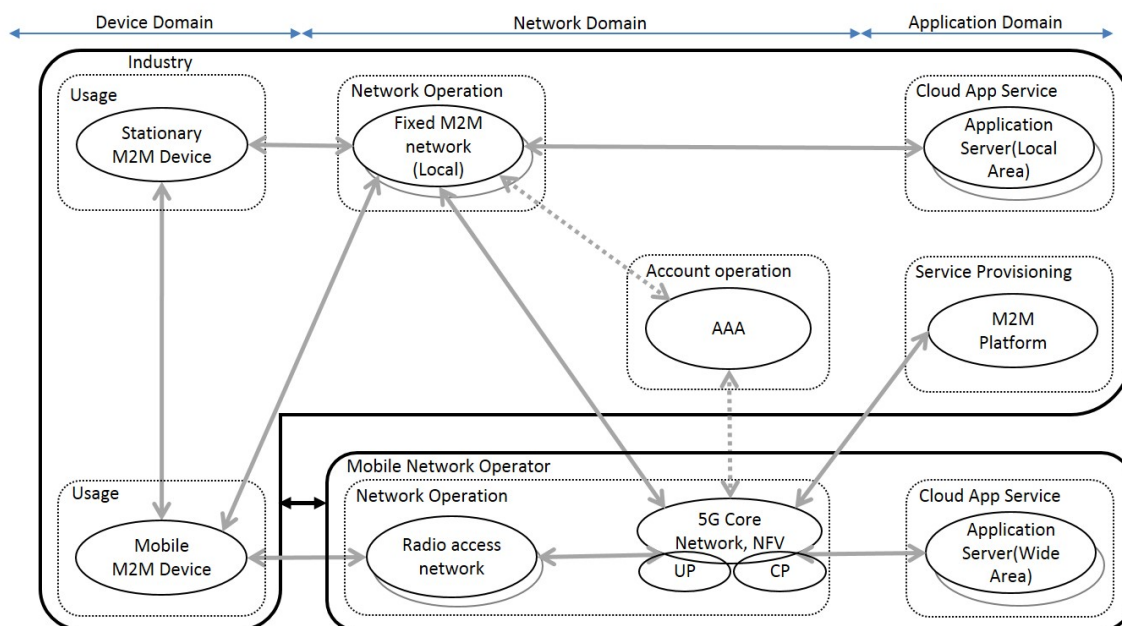 Device Domain
Network Domain
Application Domain
Industry
Usage
Stationary
M2M Device
Network Operation
Fixed M2M
network
(Local)
Cloud App Service
Application
Server(Local
Area)
Account operation
AAA
Service Provisioning
M2M
Platform
Usage
Mobile
M2M Device
Mobile Network Operator
Network Operation
Radio access
network
5G Core
Network, NFV
UP
CP
Cloud App Service
Application
Server(Wide
Area)